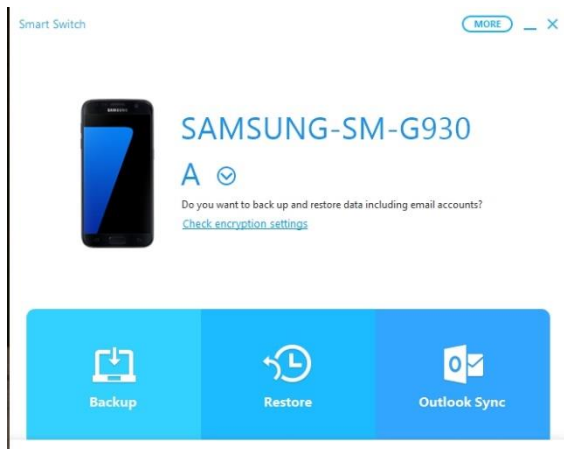 Smart Switch
MORE
SAMSUNG
SAMSUNG-SM-G930
A
Do you want to back up and restore data including email accounts?
Check encryption settings
Backup
Restore
Outlook Sync